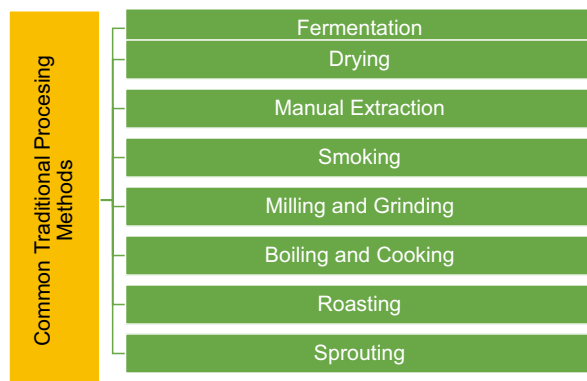 Common Traditional Procesing
Methods
Fermentation
Drying
Manual Extraction
Smoking
Milling and Grinding
Boiling and Cooking
Roasting
Sprouting